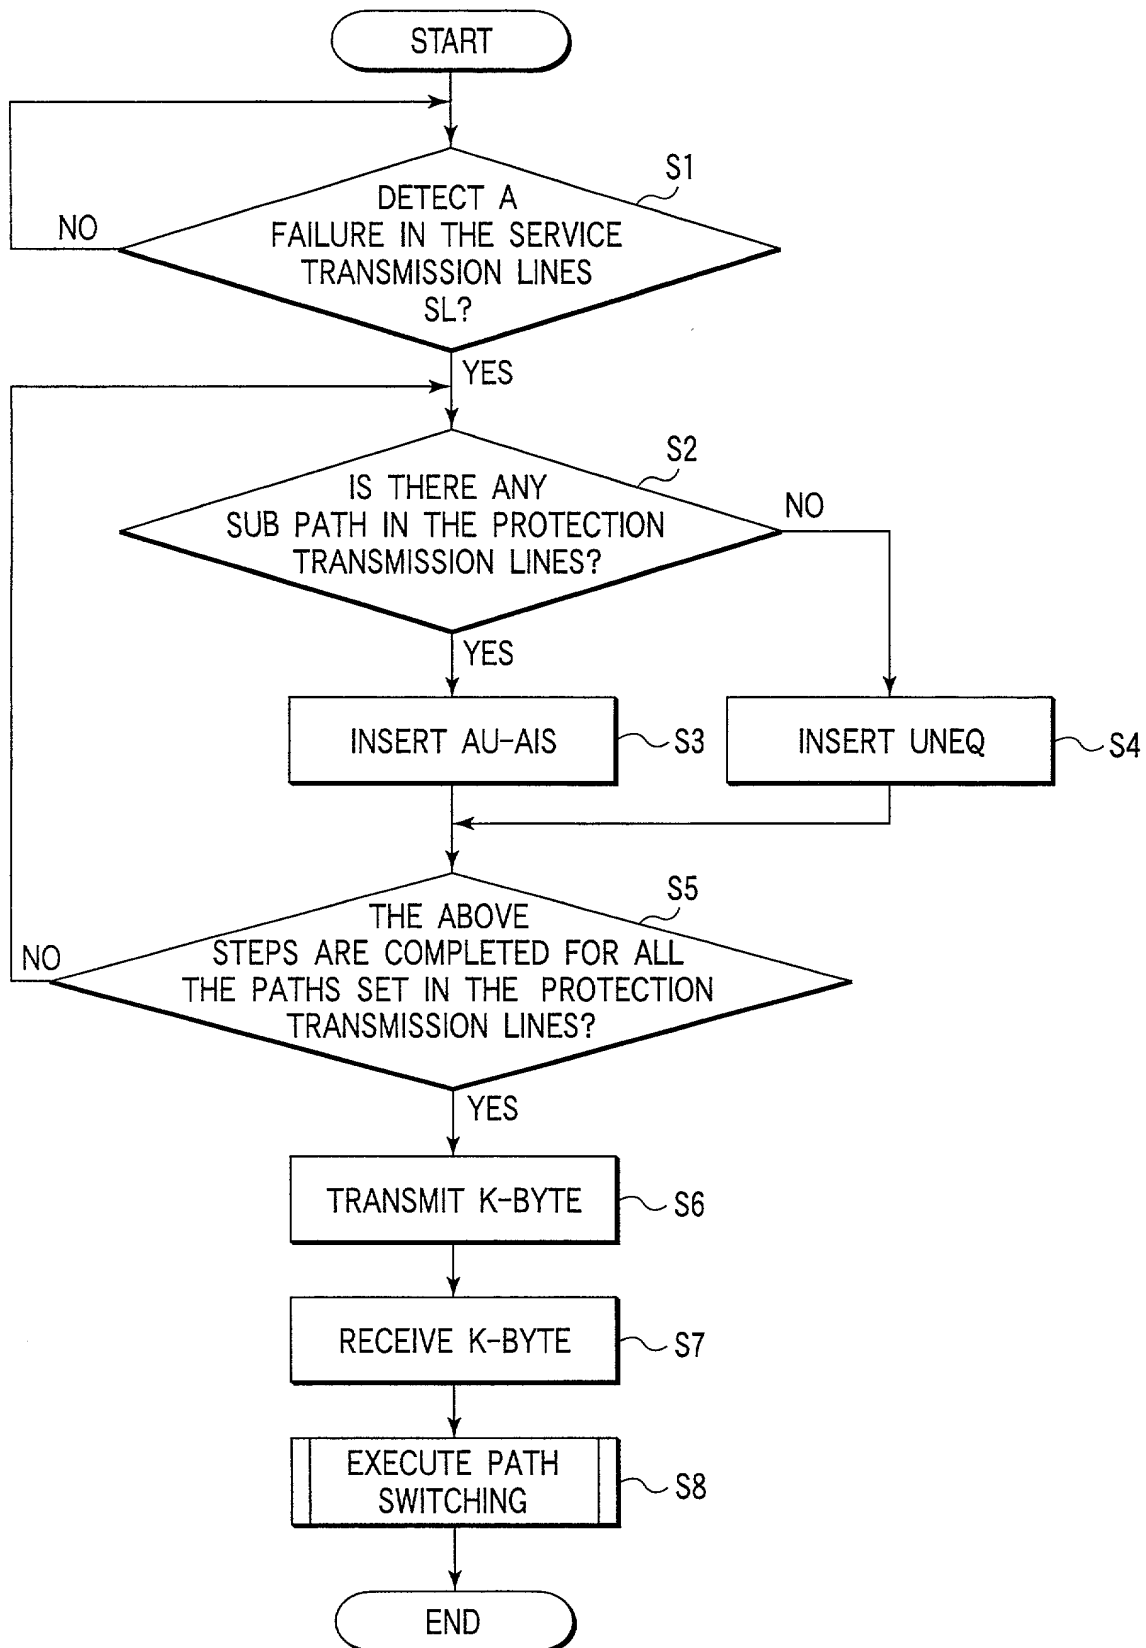 START
S1
DETECT A
FAILURE IN THE SERVICE
TRANSMISSION LINES
SL?
NO
YES
S2
IS THERE ANY
SUB PATH IN THE PROTECTION
TRANSMISSION LINES?
NO
YES
INSERT AU-AIS
S3
INSERT UNEQ
S4
S5
THE ABOVE
STEPS ARE COMPLETED FOR ALL
THE PATHS SET IN THE PROTECTION
TRANSMISSION LINES?
NO
YES
TRANSMIT K-BYTE
S6
RECEIVE K-BYTE
S7
EXECUTE PATH
SWITCHING
S8
END